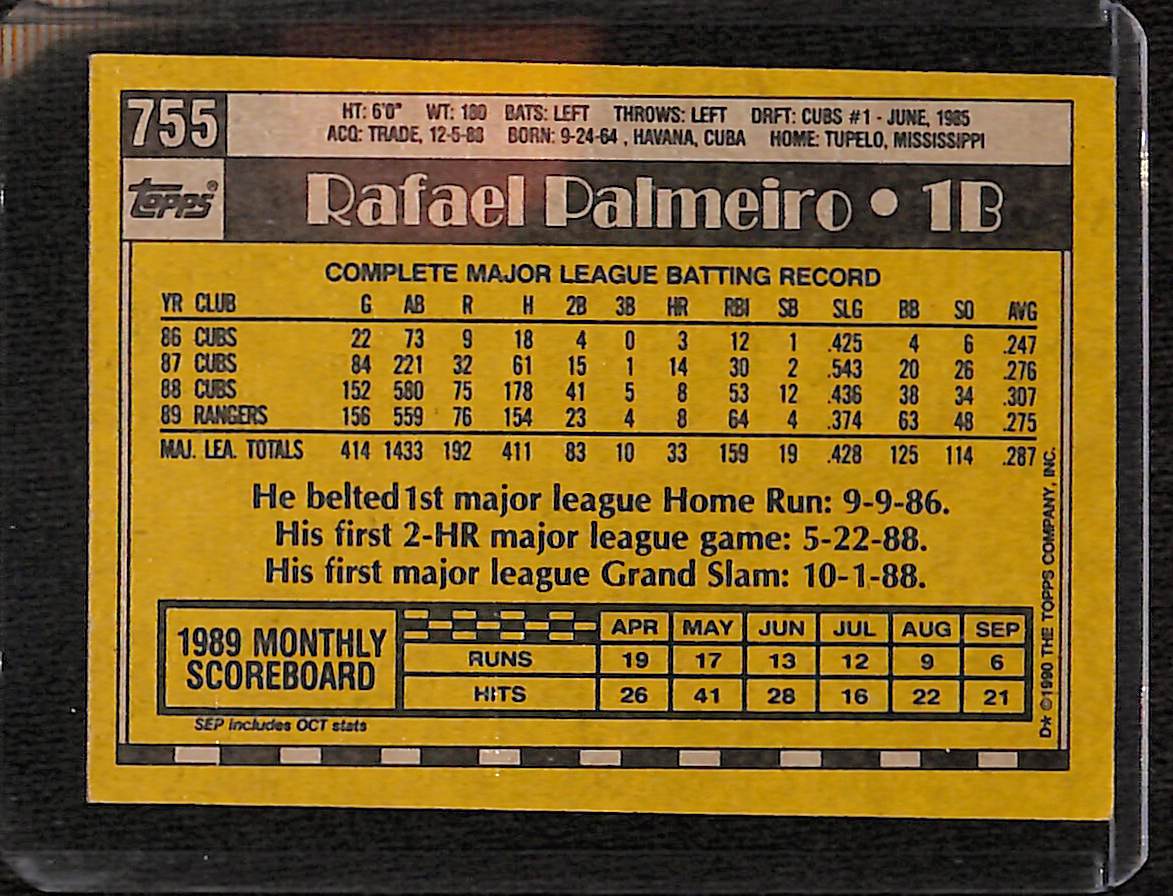 755
HT: 6'0" WT: 180 BATS: LEFT THROWS: LEFT DRFT: CUBS #1 - JUNE, 1985
ACQ: TRADE, 12-5-88 BORN: 9-24-64 , HAVANA, CUBA HOME: TUPELO, MISSISSIPPI
Topps®
Rafael Palmeiro • 1B
COMPLETE MAJOR LEAGUE BATTING RECORD
YR CLUB G AB R H 2B 3B HR RBI SB SLG BB SO AVG
86 CUBS 22 73 9 18 4 0 3 12 1 .425 4 6 .247
87 CUBS 84 221 32 61 15 1 14 30 2 .543 20 26 .276
88 CUBS 152 580 75 178 41 5 8 53 12 .436 38 34 .307
89 RANGERS 156 559 76 154 23 4 8 64 4 .374 63 48 .275
MAJ. LEA. TOTALS 414 1433 192 411 83 10 33 159 19 .428 125 114 .287
He belted 1st major league Home Run: 9-9-86.
His first 2-HR major league game: 5-22-88.
His first major league Grand Slam: 10-1-88.
1989 MONTHLY
SCOREBOARD
APR MAY JUN JUL AUG SEP
RUNS 19 17 13 12 9 6
HITS 26 41 28 16 22 21
SEP includes OCT stats
D* ©1990 THE TOPPS COMPANY, INC.